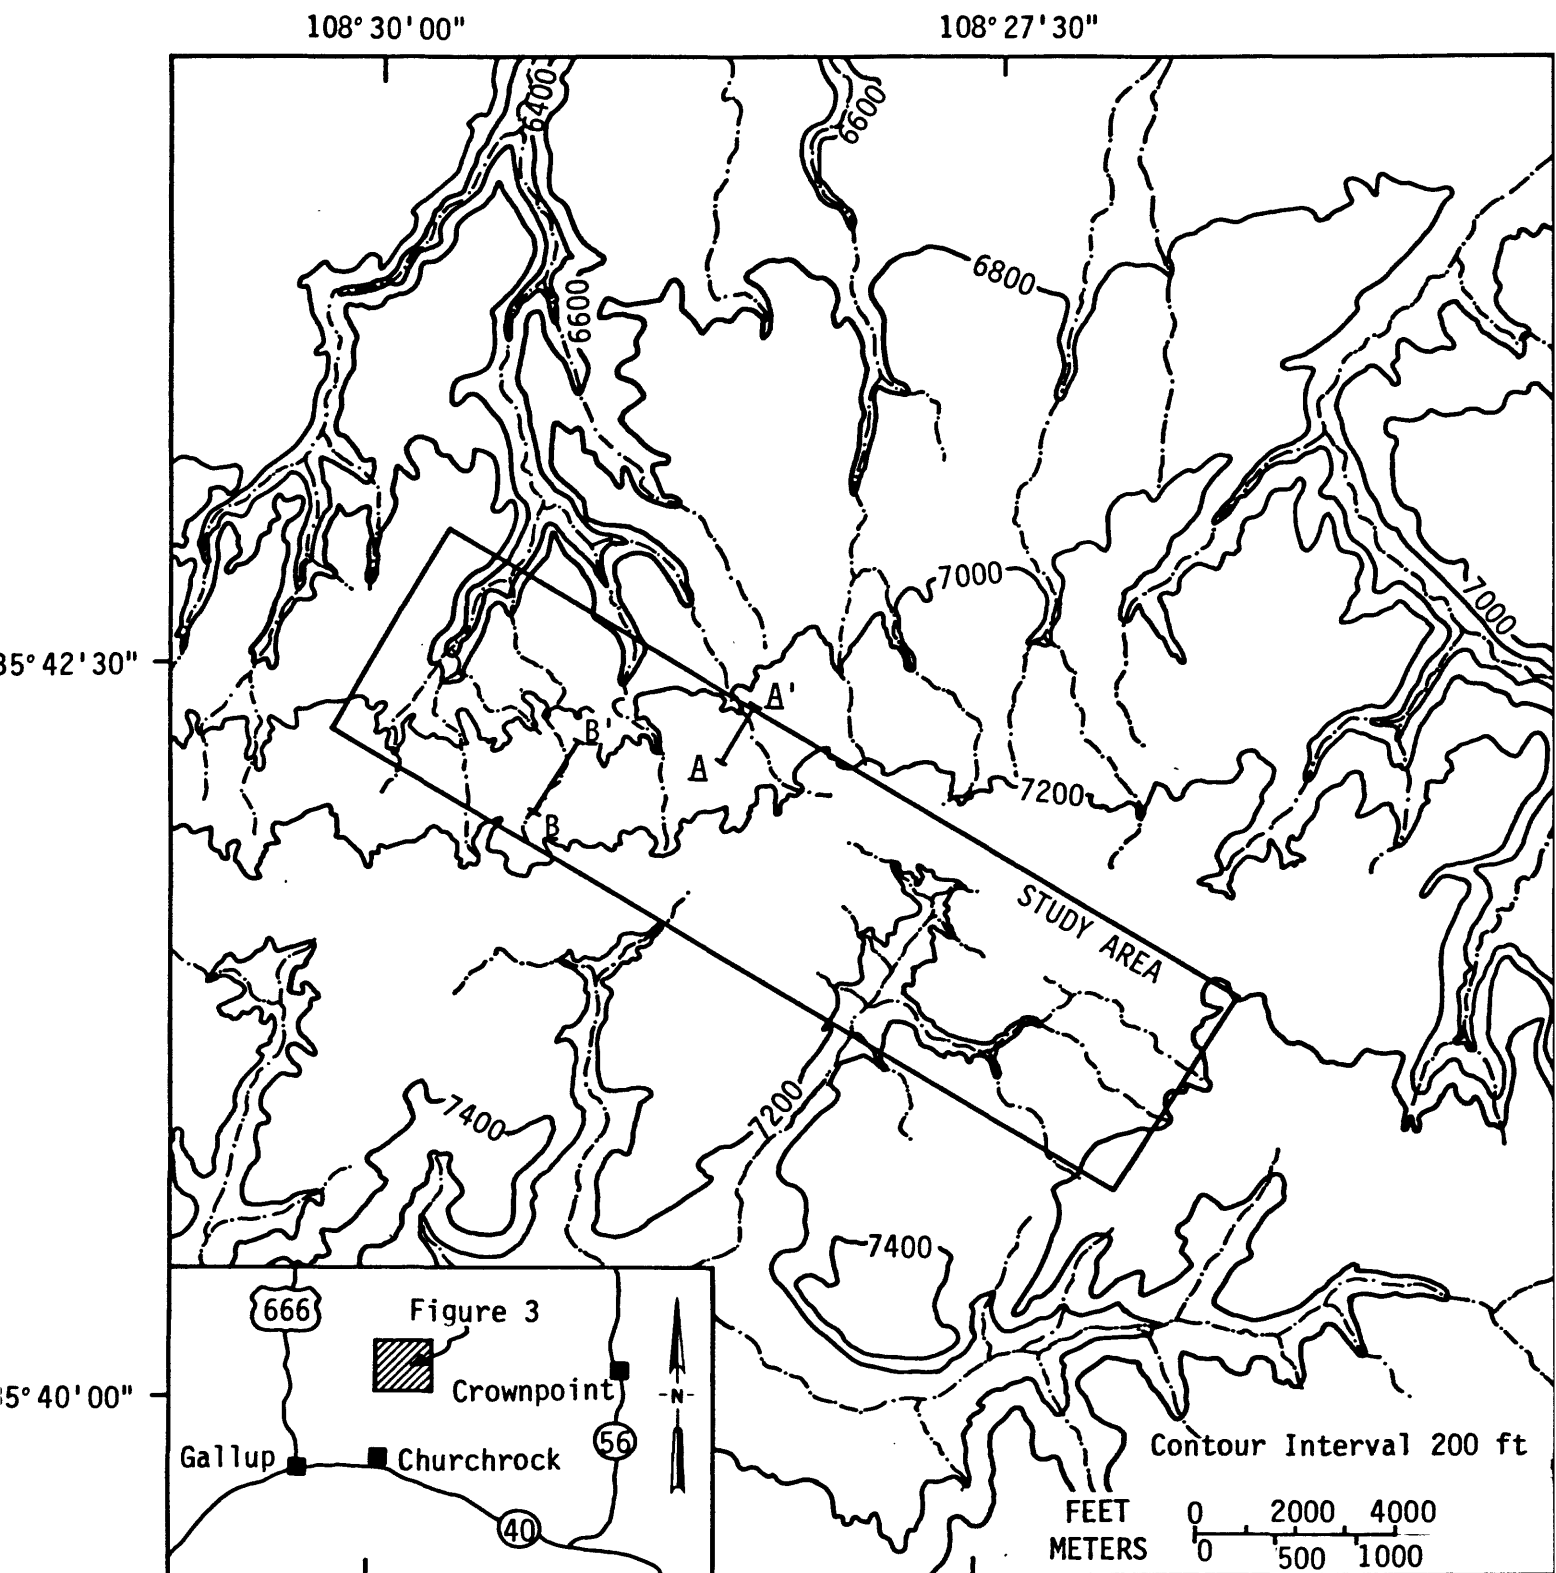 108° 30' 00"
108° 27' 30"
6400
6600
6800
6600
7000
7000
35° 42' 30"
A'
B'
A
7200
B
STUDY AREA
7200
7400
7400
666
Figure 3
Crownpoint
-N-
35° 40' 00"
56
Gallup
Churchrock
Contour Interval 200 ft
40
FEET 0 2000 4000
METERS 0 500 1000